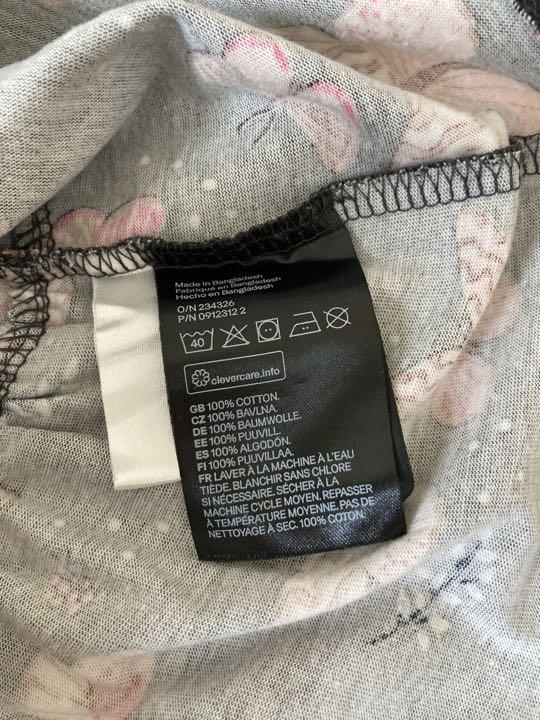 Made in Bangladesh
Fabriqué en Bangladesh
Hecho en Bangladesh
O/N 234326
P/N 0912312 2
40
clevercare.info
GB 100% COTTON.
CZ 100% BAVLNA.
DE 100% BAUMWOLLE.
EE 100% PUUVILL.
ES 100% ALGODÓN.
FI 100% PUUVILLAA.
FR LAVER À LA MACHINE À L'EAU
TIÈDE. BLANCHIR SANS CHLORE
SI NÉCESSAIRE. SÉCHER À LA
MACHINE CYCLE MOYEN. REPASSER
À TEMPÉRATURE MOYENNE. PAS DE
NETTOYAGE À SEC. 100% COTON.